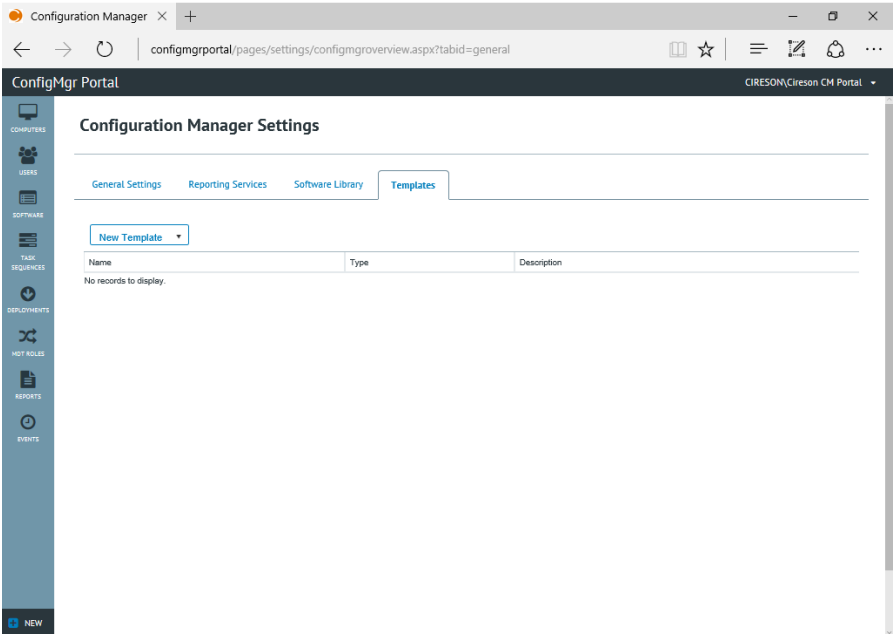 Configuration Manager
configmgrportal/pages/settings/configmgroverview.aspx?tabid=general
ConfigMgr Portal
CIRESON\Cireson CM Portal
COMPUTERS
USERS
SOFTWARE
TASK
SEQUENCES
DEPLOYMENTS
MDT ROLES
REPORTS
EVENTS
NEW
Configuration Manager Settings
General Settings Reporting Services Software Library Templates
New Template
Name Type Description
No records to display.